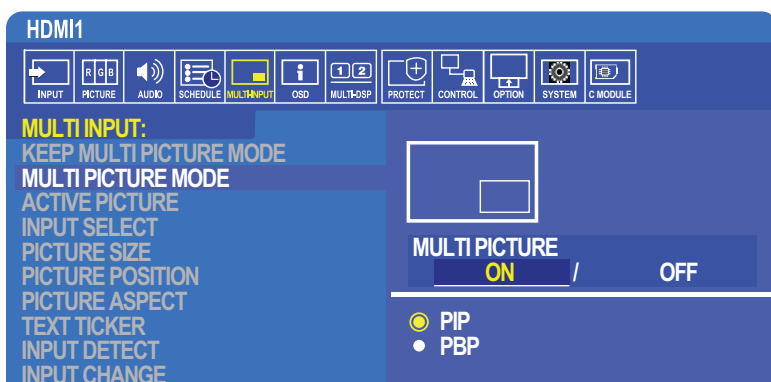 HDMI1
INPUT
RGB
PICTURE
AUDIO
SCHEDULE
MULTI-INPUT
i
OSD
1 2
MULTI-DSP
PROTECT
CONTROL
OPTION
SYSTEM
C MODULE
MULTI INPUT:
KEEP MULTI PICTURE MODE
MULTI PICTURE MODE
ACTIVE PICTURE
INPUT SELECT
PICTURE SIZE
PICTURE POSITION
PICTURE ASPECT
TEXT TICKER
INPUT DETECT
INPUT CHANGE
MULTI PICTURE
ON / OFF
PIP
PBP